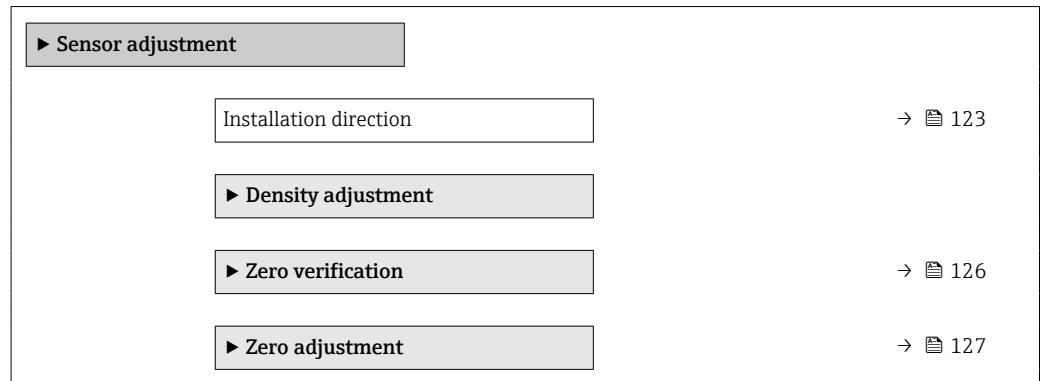 ▶ Sensor adjustment
Installation direction → 🖺 123
▶ Density adjustment
▶ Zero verification → 🖺 126
▶ Zero adjustment → 🖺 127